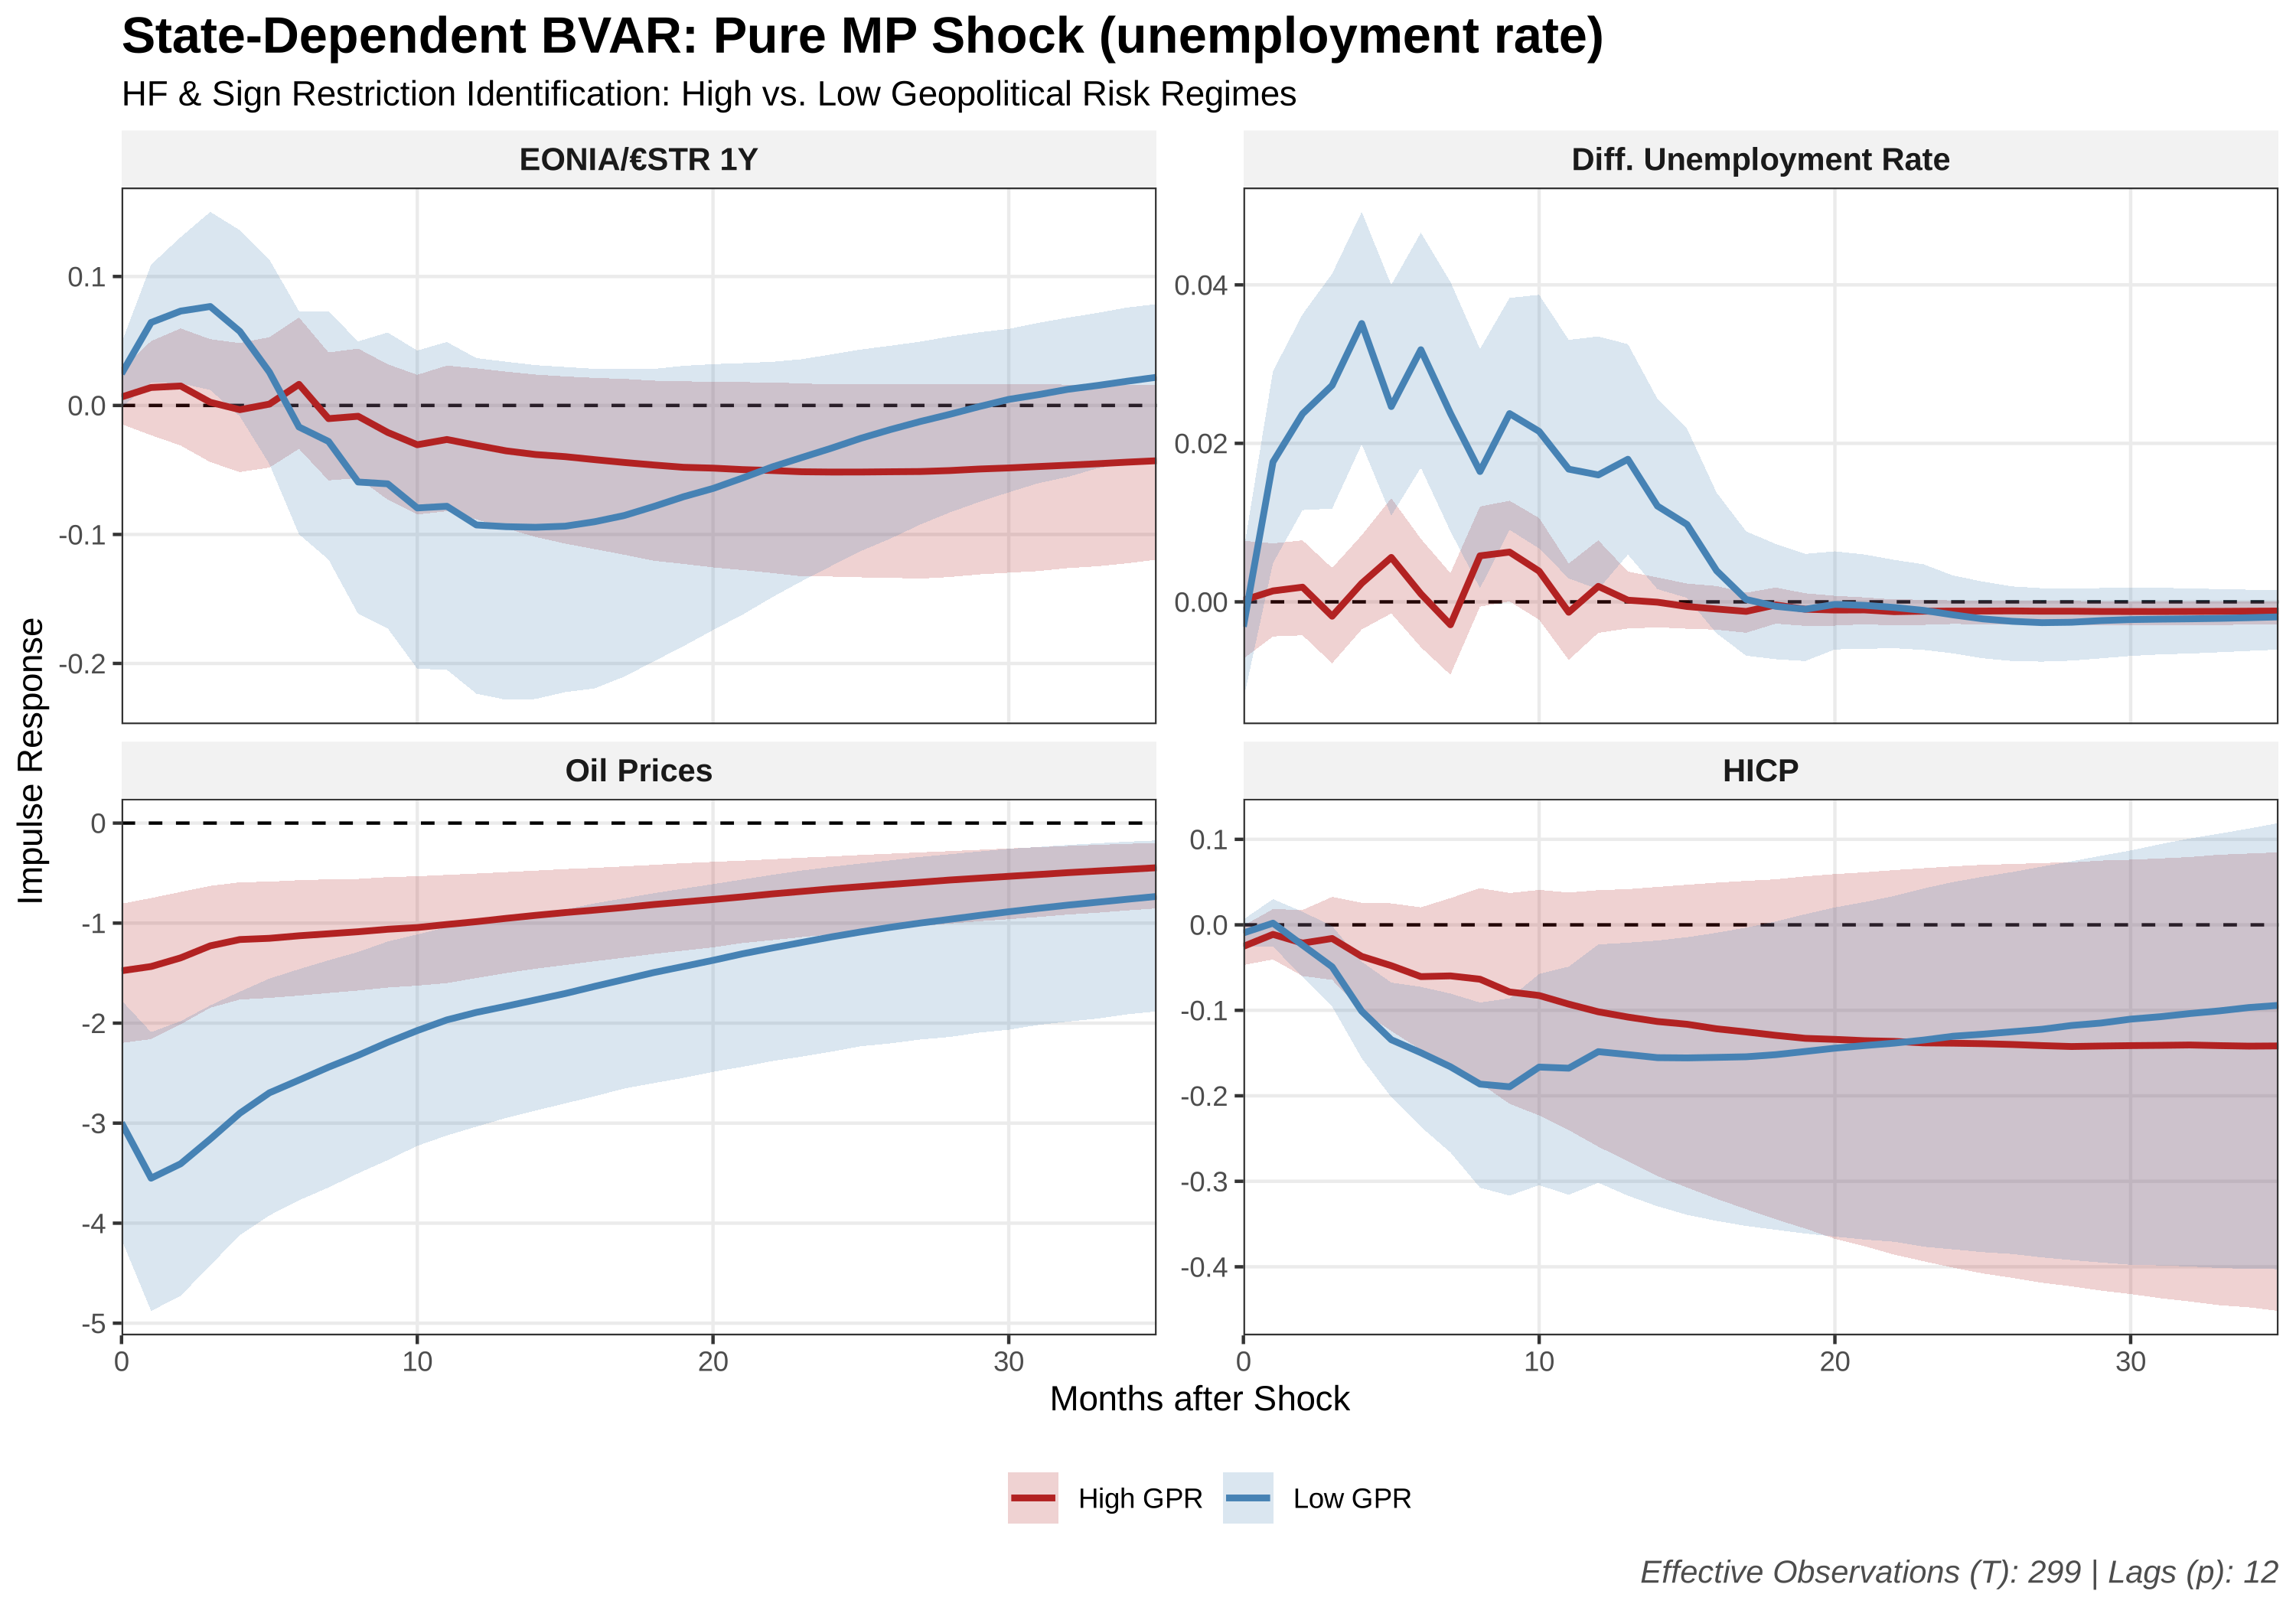 State-Dependent BVAR: Pure MP Shock (unemployment rate)
HF & Sign Restriction Identification: High vs. Low Geopolitical Risk Regimes
EONIA/€STR 1Y
Diff. Unemployment Rate
0.1
0.0
-0.1
-0.2
0.04
0.02
0.00
Oil Prices
HICP
0
-1
-2
-3
-4
-5
0.1
0.0
-0.1
-0.2
-0.3
-0.4
0 10 20 30
0 10 20 30
Impulse Response
Months after Shock
High GPR
Low GPR
Effective Observations (T): 299 | Lags (p): 12